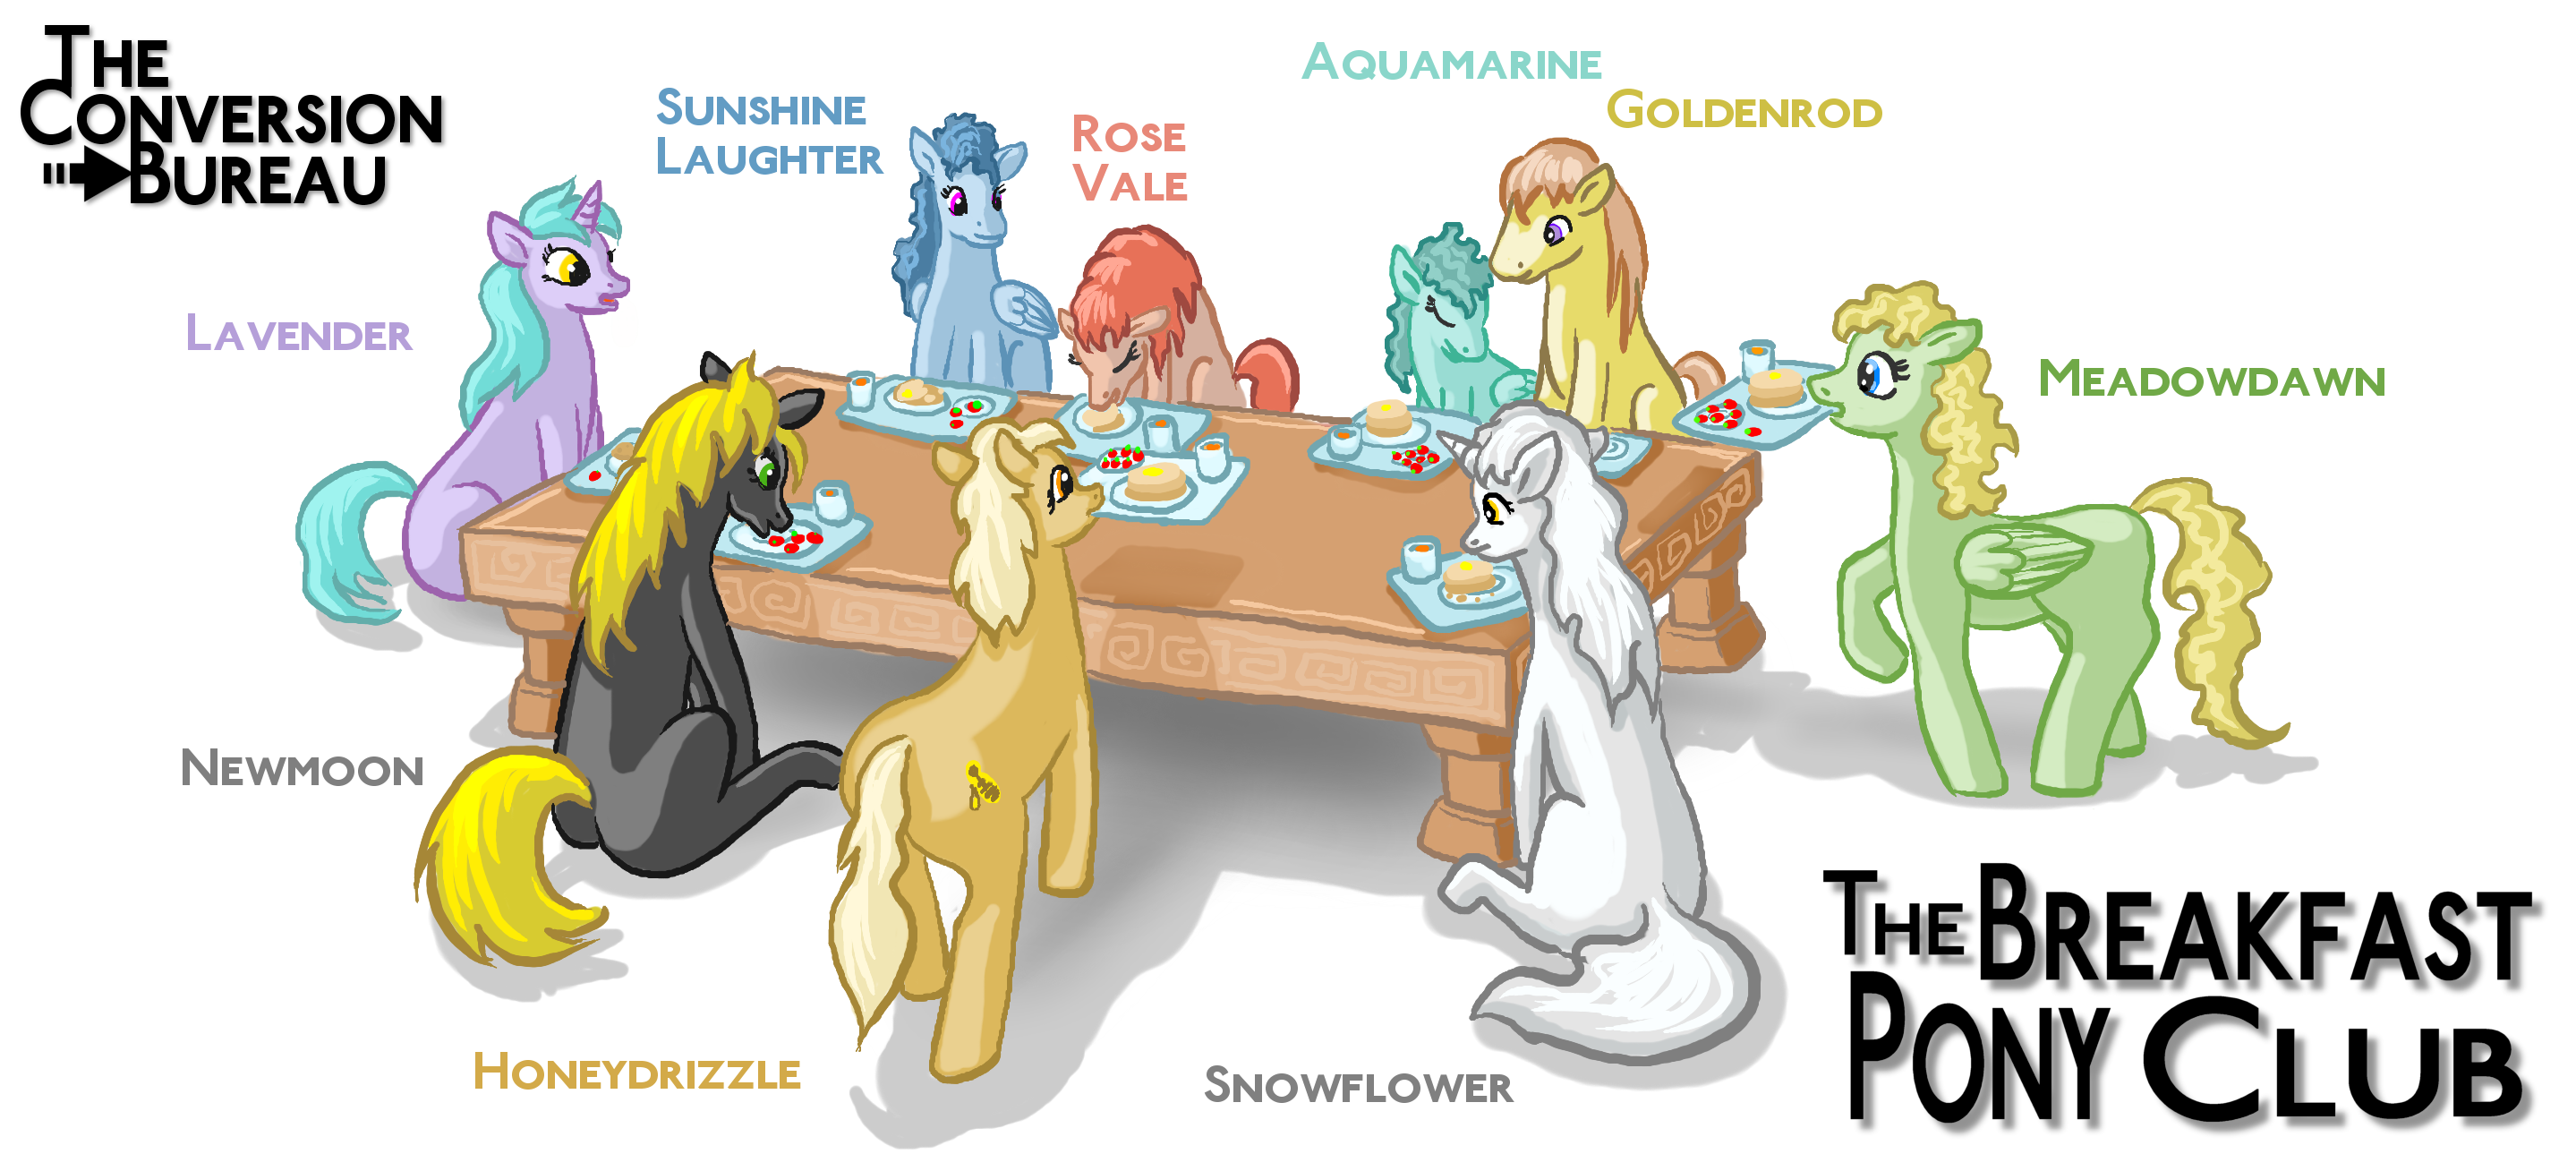 The
Conversion
Bureau
Aquamarine
Goldenrod
Sunshine
Laughter
Rose
Vale
Lavender
Meadowdawn
Newmoon
Honeydrizzle
Snowflower
The Breakfast
Pony Club